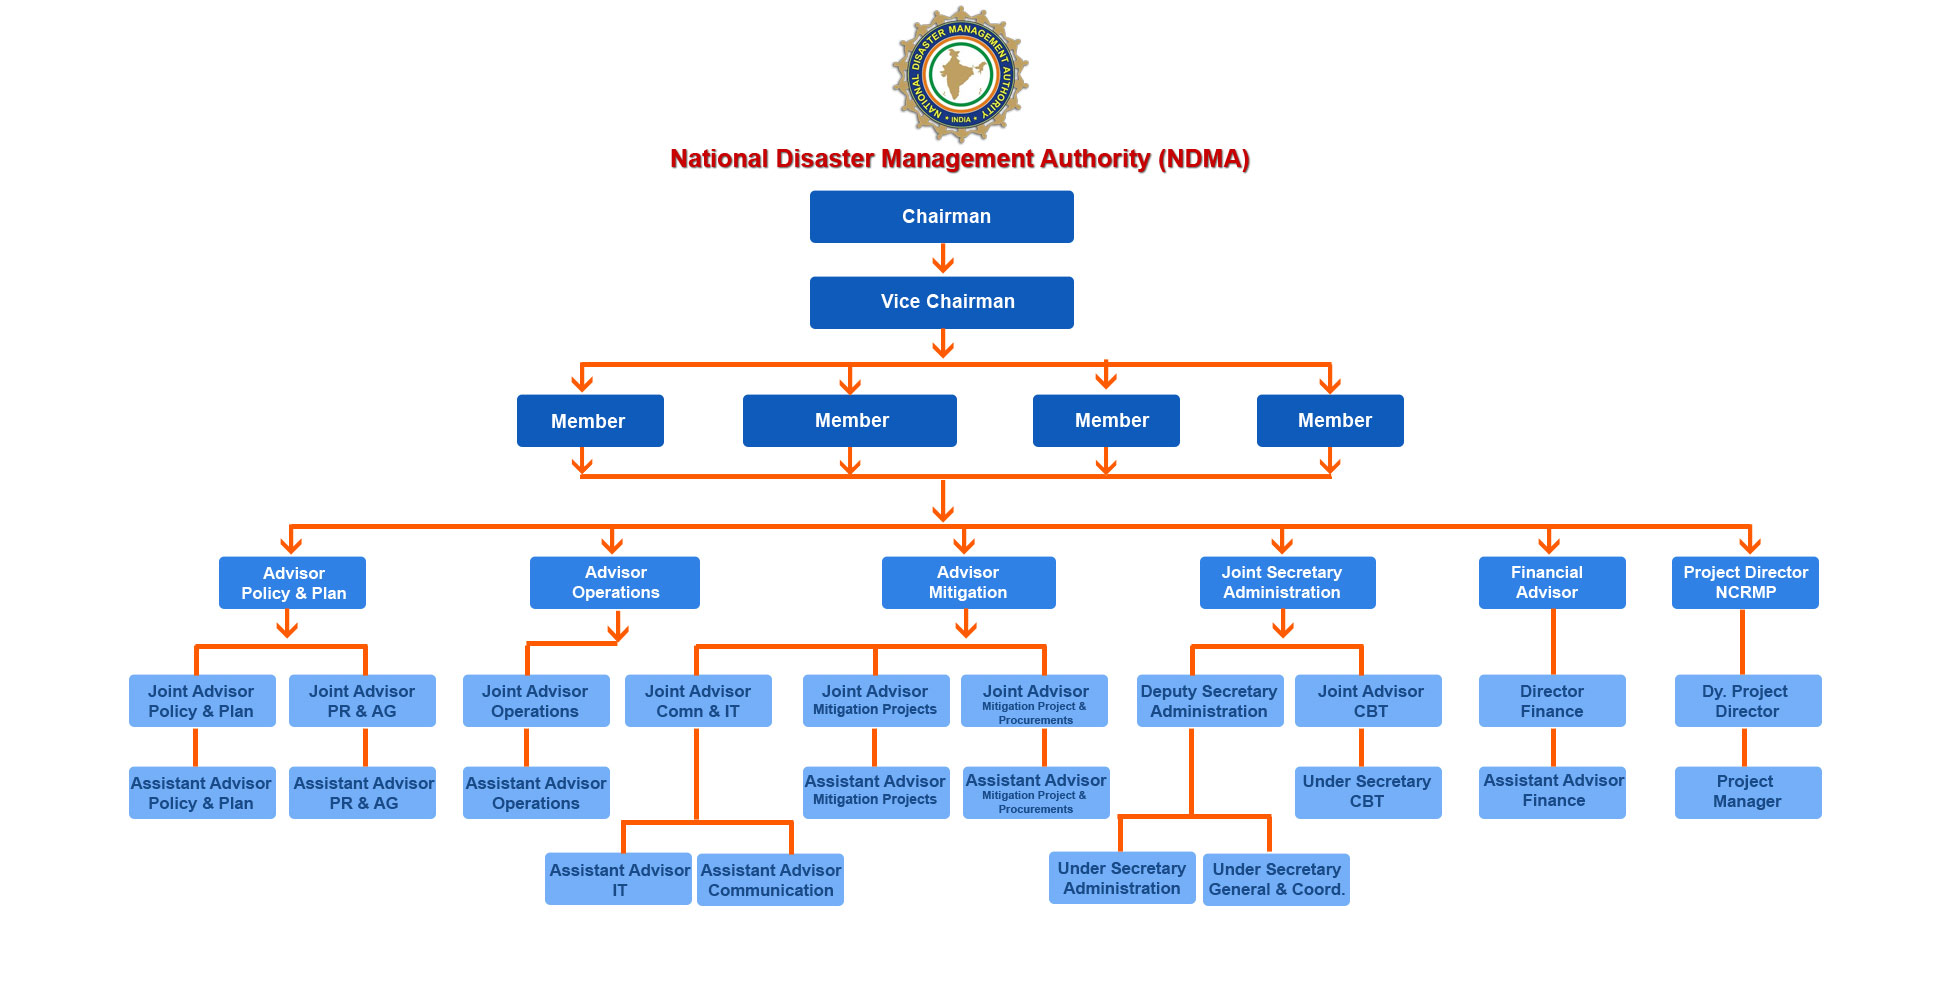 NATIONAL DISASTER MANAGEMENT AUTHORITY
* INDIA *
National Disaster Management Authority (NDMA)
Chairman
Vice Chairman
Member
Member
Member
Member
Advisor
Policy & Plan
Advisor
Operations
Advisor
Mitigation
Joint Secretary
Administration
Financial
Advisor
Project Director
NCRMP
Joint Advisor
Policy & Plan
Joint Advisor
PR & AG
Joint Advisor
Operations
Joint Advisor
Comn & IT
Joint Advisor
Mitigation Projects
Joint Advisor
Mitigation Project &
Procurements
Deputy Secretary
Administration
Joint Advisor
CBT
Director
Finance
Dy. Project
Director
Assistant Advisor
Policy & Plan
Assistant Advisor
PR & AG
Assistant Advisor
Operations
Assistant Advisor
Mitigation Projects
Assistant Advisor
Mitigation Project &
Procurements
Under Secretary
CBT
Assistant Advisor
Finance
Project
Manager
Assistant Advisor
IT
Assistant Advisor
Communication
Under Secretary
Administration
Under Secretary
General & Coord.